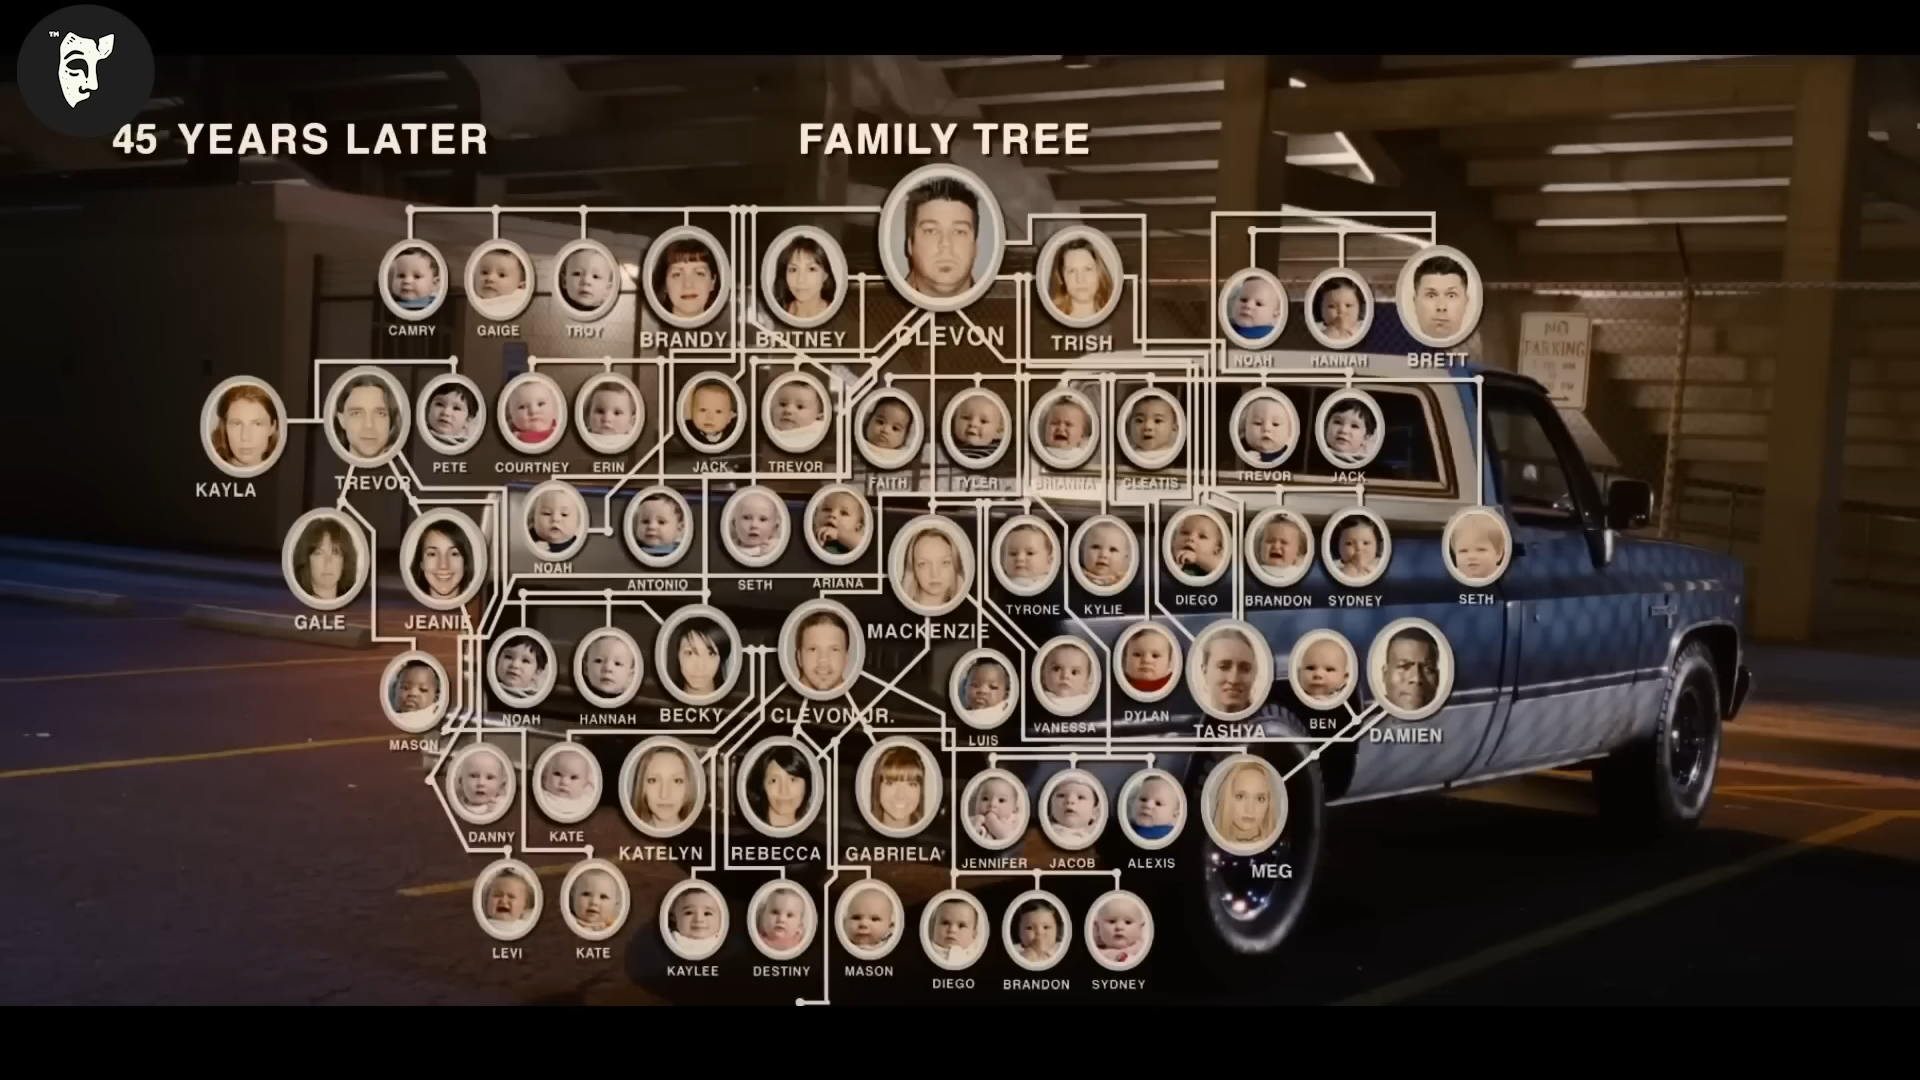 TM
45 YEARS LATER
FAMILY TREE
CAMRY
GAIGE
TROY
BRANDY
BRITNEY
CLEVON
TRISH
NOAH
HANNAH
BRETT
NO
PARKING
KAYLA
TREVOR
PETE
COURTNEY
ERIN
JACK
TREVOR
FAITH
TYLER
BRIANNA
CLEATIS
TREVOR
JACK
GALE
JEANIE
NOAH
ANTONIO
SETH
ARIANA
MACKENZIE
TYRONE
KYLIE
DIEGO
BRANDON
SYDNEY
SETH
MASON
NOAH
HANNAH
BECKY
CLEVON JR.
LUIS
VANESSA
DYLAN
TASHYA
BEN
DAMIEN
DANNY
KATE
KATELYN
REBECCA
GABRIELA
JENNIFER
JACOB
ALEXIS
MEG
LEVI
KATE
KAYLEE
DESTINY
MASON
DIEGO
BRANDON
SYDNEY